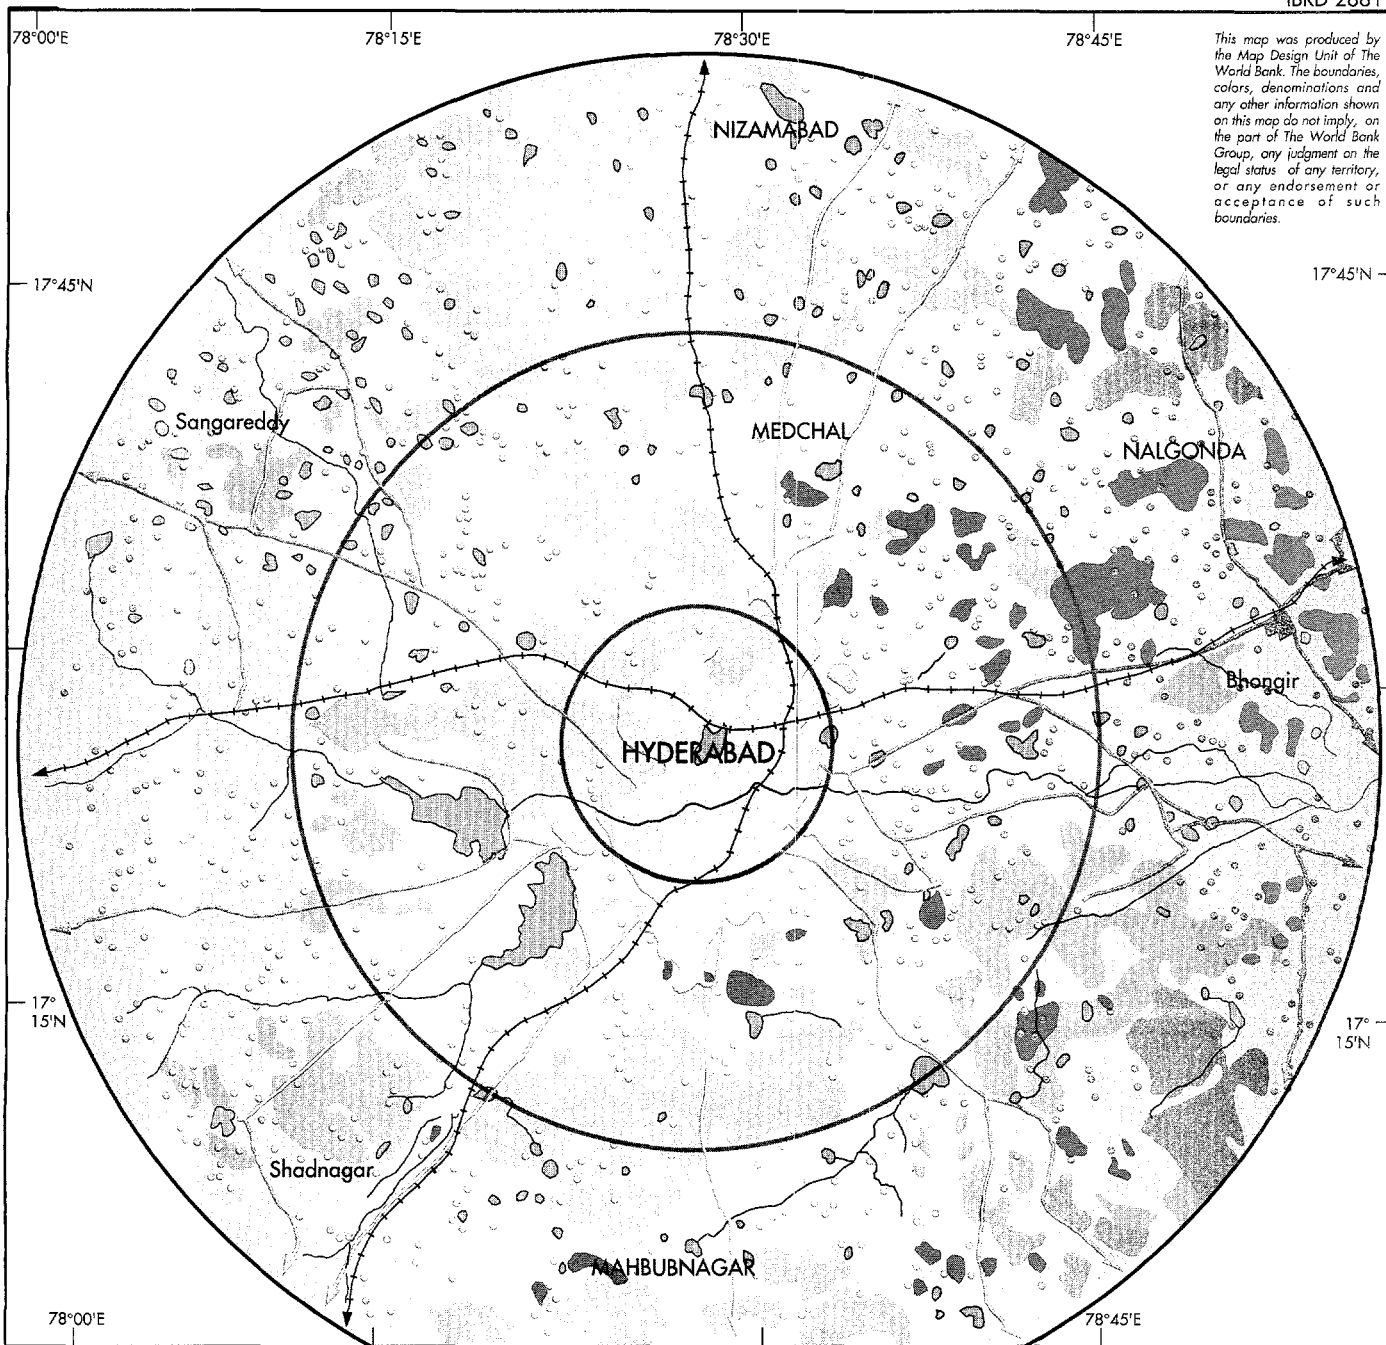 78°00'E
78°15'E
78°30'E
78°45'E
This map was produced by
the Map Design Unit of The
World Bank. The boundaries,
colors, denominations and
any other information shown
on this map do not imply, on
the part of The World Bank
Group, any judgment on the
legal status of any territory,
or any endorsement or
acceptance of such
boundaries.
NIZAMABAD
17°45'N
17°45'N
Sangareddy
MEDCHAL
NALGONDA
Bhongir
HYDERABAD
17°
15'N
17°
15'N
Shadnagar
MAHBUBNAGAR
78°00'E
78°45'E